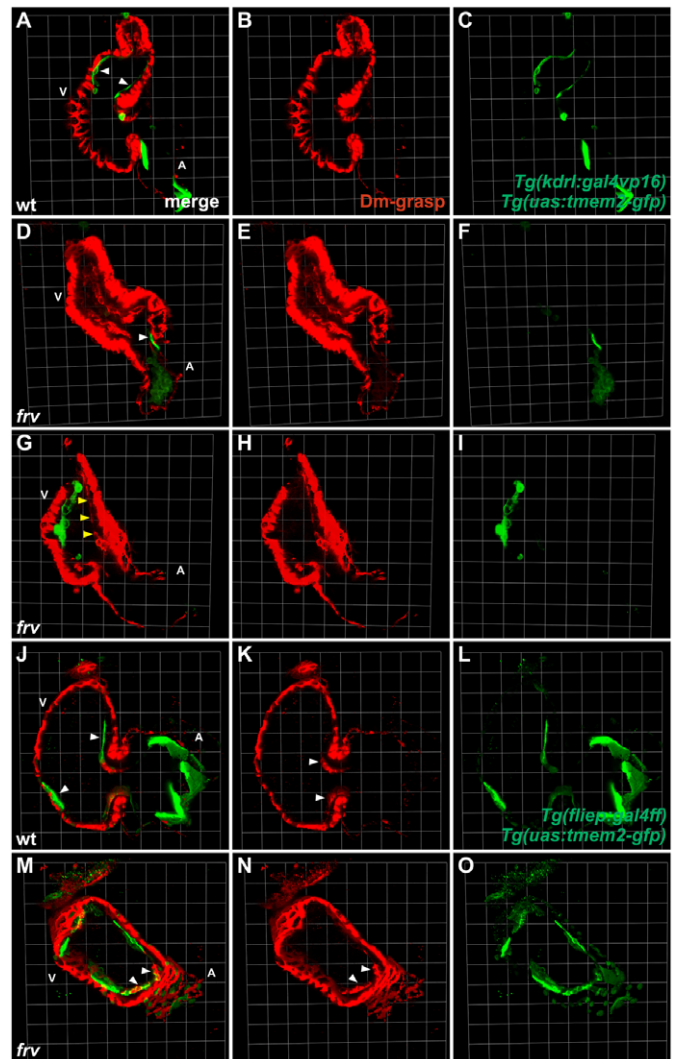 A
B
C
V
A
wt
merge
Dm-grasp
Tg(kdrl:gal4vp16)
Tg(uas:tmem2-gfp)
D
E
F
V
A
frv
G
H
I
V
A
frv
J
K
L
V
A
wt
Tg(fliep:gal4ff)
Tg(uas:tmem2-gfp)
M
N
O
V
A
frv